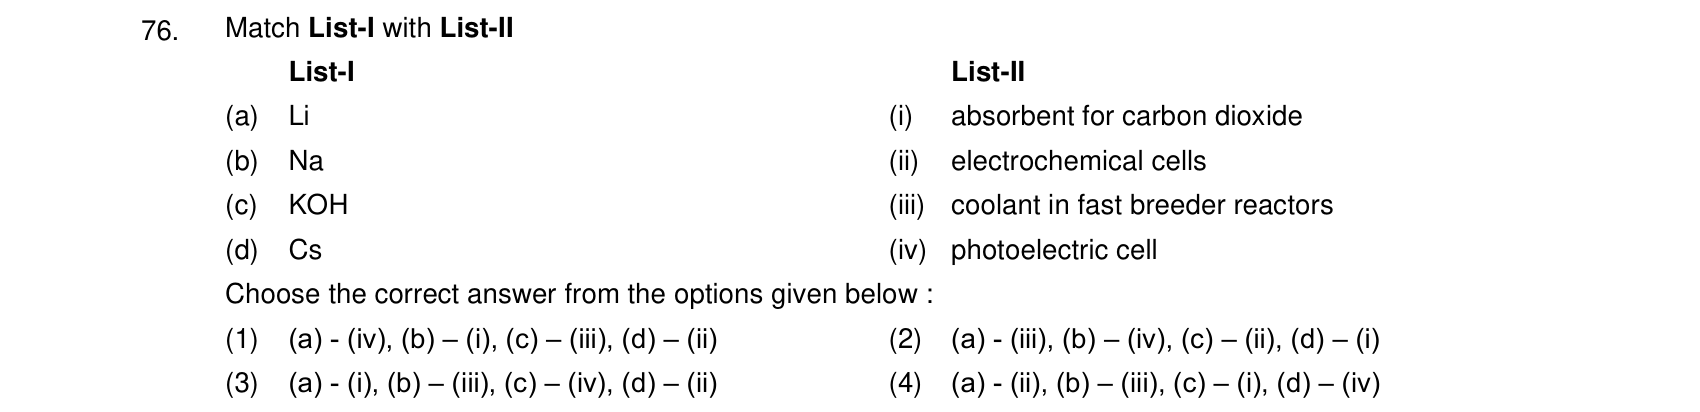 76. Match List-I with List-II
List-I List-II
(a) Li (i) absorbent for carbon dioxide
(b) Na (ii) electrochemical cells
(c) KOH (iii) coolant in fast breeder reactors
(d) Cs (iv) photoelectric cell
Choose the correct answer from the options given below :
(1) (a) - (iv), (b) – (i), (c) – (iii), (d) – (ii) (2) (a) - (iii), (b) – (iv), (c) – (ii), (d) – (i)
(3) (a) - (i), (b) – (iii), (c) – (iv), (d) – (ii) (4) (a) - (ii), (b) – (iii), (c) – (i), (d) – (iv)